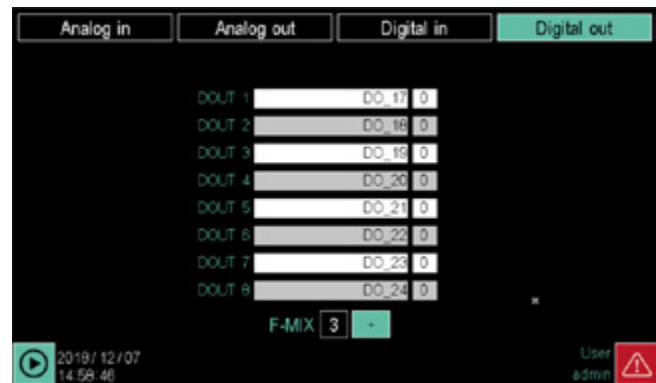 Analog in Analog out Digital in Digital out
DOUT 1 DO_17 0
DOUT 2 DO_18 0
DOUT 3 DO_19 0
DOUT 4 DO_20 0
DOUT 5 DO_21 0
DOUT 6 DO_22 0
DOUT 7 DO_23 0
DOUT 8 DO_24 0
F-MIX 3 +
2018/12/07 User
14:58:46 admin